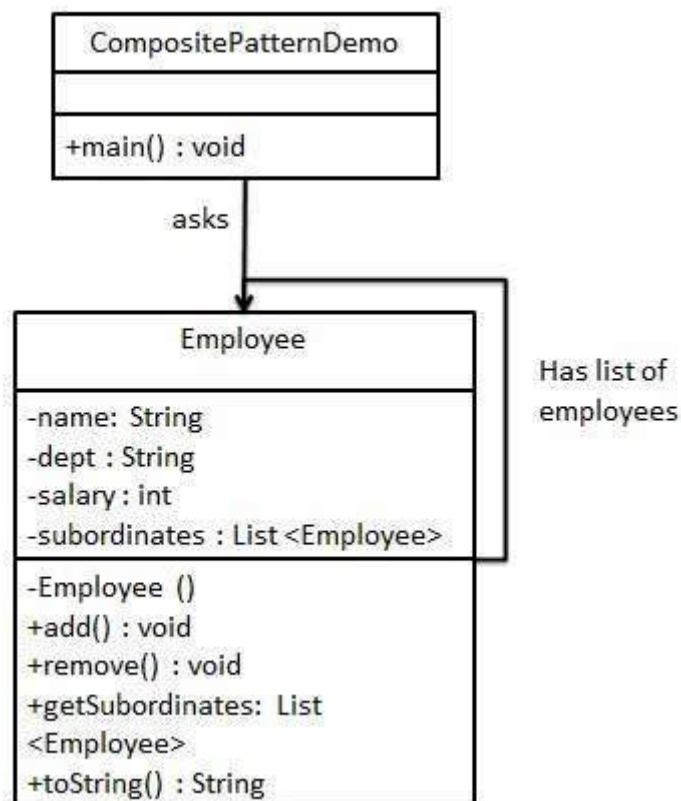 CompositePatternDemo
+main() : void
asks
Employee
-name: String
-dept : String
-salary : int
-subordinates : List <Employee>
-Employee ()
+add() : void
+remove() : void
+getSubordinates: List
<Employee>
+toString() : String
Has list of
employees